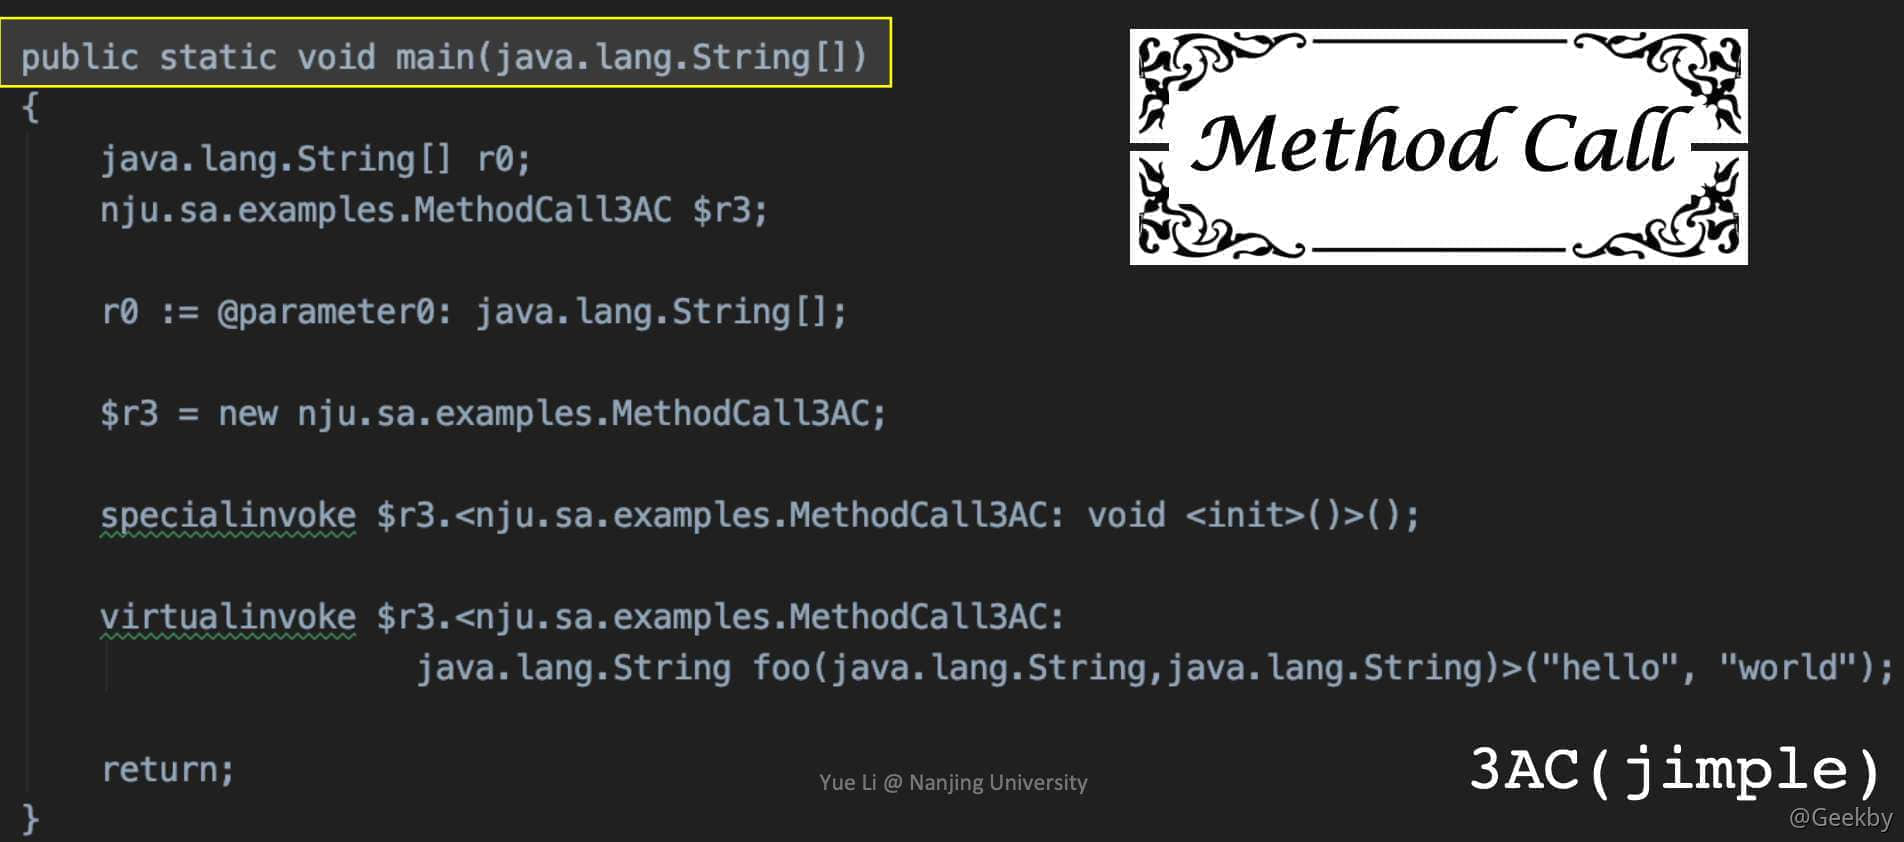 public static void main(java.lang.String[])
Method Call
{
java.lang.String[] r0;
nju.sa.examples.MethodCall3AC $r3;
r0 := @parameter0: java.lang.String[];
$r3 = new nju.sa.examples.MethodCall3AC;
specialinvoke $r3.<nju.sa.examples.MethodCall3AC: void <init>()>();
virtualinvoke $r3.<nju.sa.examples.MethodCall3AC:
java.lang.String foo(java.lang.String,java.lang.String)>("hello", "world");
return;
3AC(jimple)
Yue Li @ Nanjing University
}
@Geekby